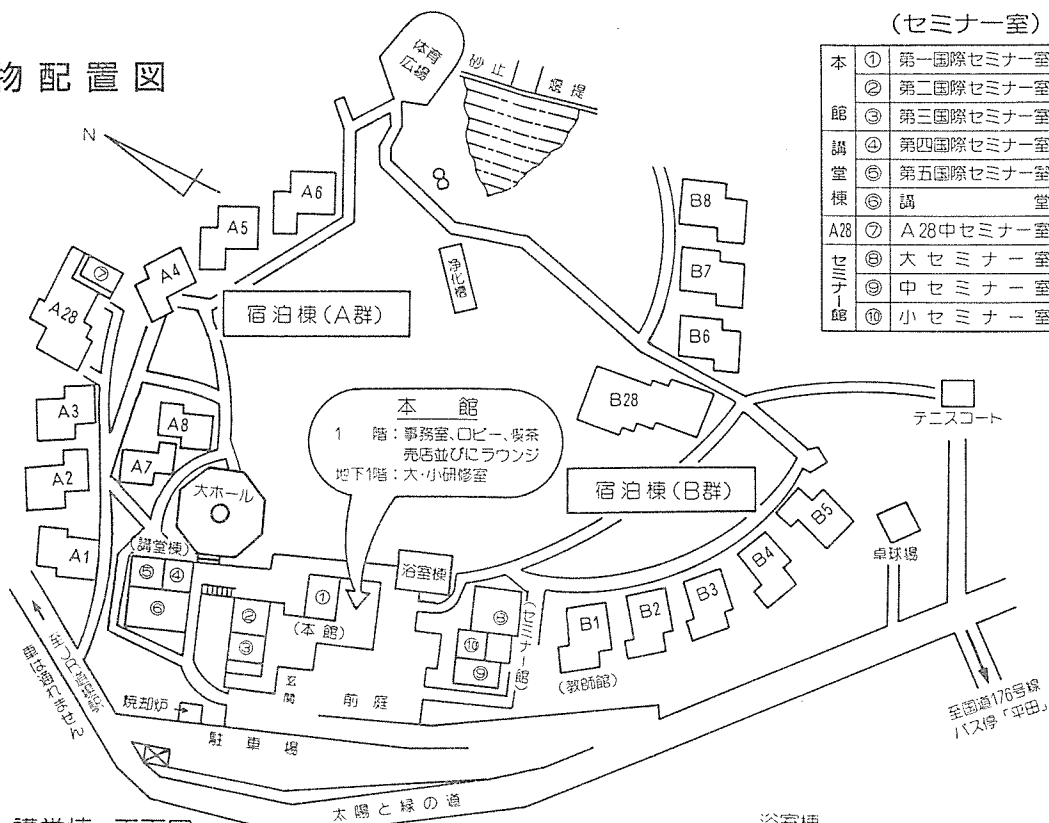 物配置図
N
体育
広場
砂止
堰提
A6
A5
A4
⑦
A28
A3
A2
A1
A8
A7
宿泊棟(A群)
浄化槽
B8
B7
B6
B28
宿泊棟(B群)
B5
B4
B3
B2
B1
(教師館)
テニスコート
卓球場
本館
1階:事務室、ロビー、喫茶
売店並びにラウンジ
地下1階:大・小研修室
大ホール
(講堂棟)
⑤ ④
⑥
②
③
①
(本館)
浴室棟
⑧
⑩
⑨
(セミナー館)
玄関
前庭
焼却炉
駐車場
車は通れません
太陽と緑の道
至国道176号線
バス停「平田」
(セミナー室)
本館 ① 第一国際セミナー室
② 第二国際セミナー室
③ 第三国際セミナー室
講堂棟 ④ 第四国際セミナー室
⑤ 第五国際セミナー室
⑥ 講堂
A28 ⑦ A28中セミナー室
セミナー館 ⑧ 大セミナー室
⑨ 中セミナー室
⑩ 小セミナー室
浴室棟